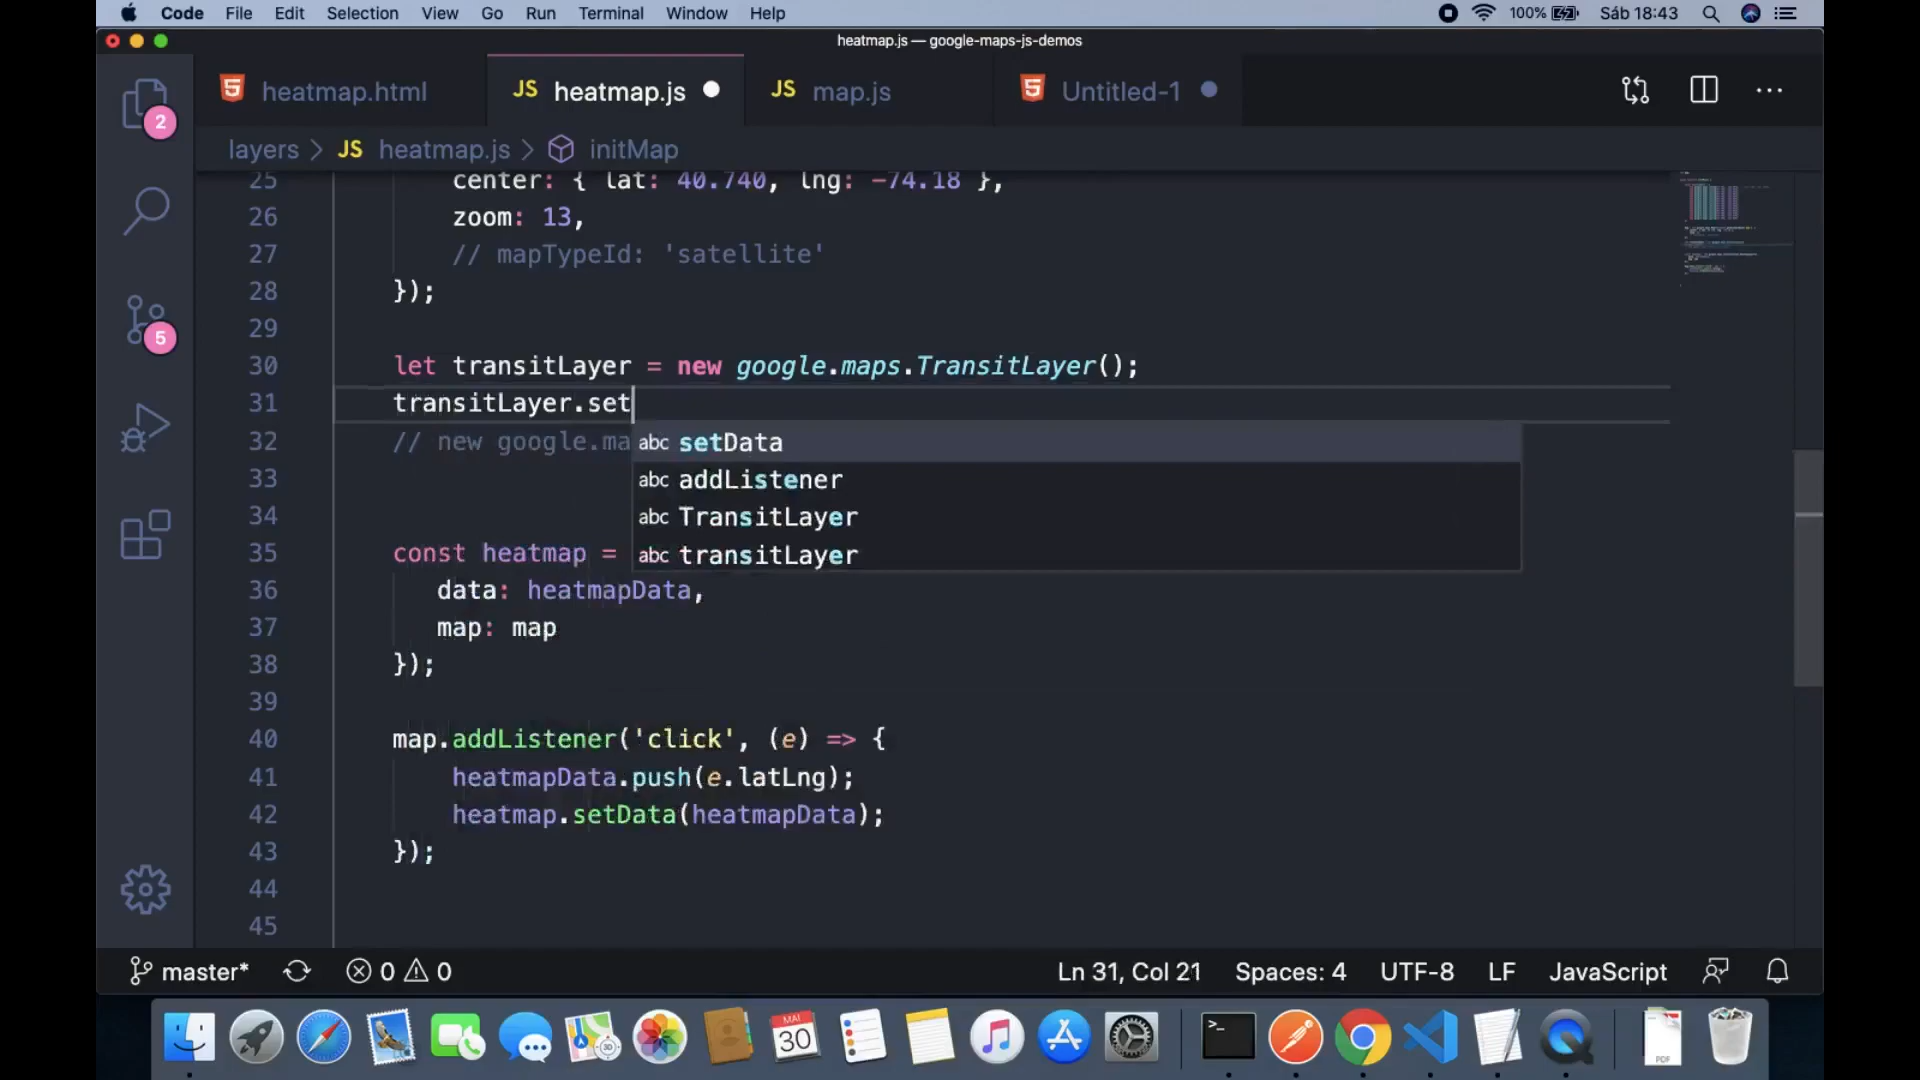 Code File Edit Selection View Go Run Terminal Window Help 100% Sáb 18:43
heatmap.js — google-maps-js-demos
heatmap.html JS heatmap.js JS map.js Untitled-1
layers > JS heatmap.js > initMap
2
5
25 center: { lat: 40.740, lng: -74.18 },
26 zoom: 13,
27 // mapTypeId: 'satellite'
28 });
29
30 let transitLayer = new google.maps.TransitLayer();
31 transitLayer.set
32 // new google.ma
abc setData
33 abc addListener
34 abc TransitLayer
35 const heatmap =
abc transitLayer
36 data: heatmapData,
37 map: map
38 });
39
40 map.addListener('click', (e) => {
41 heatmapData.push(e.latLng);
42 heatmap.setData(heatmapData);
43 });
44
45
master* 0 0 Ln 31, Col 21 Spaces: 4 UTF-8 LF JavaScript
MAI
30
3D
>_
PDF